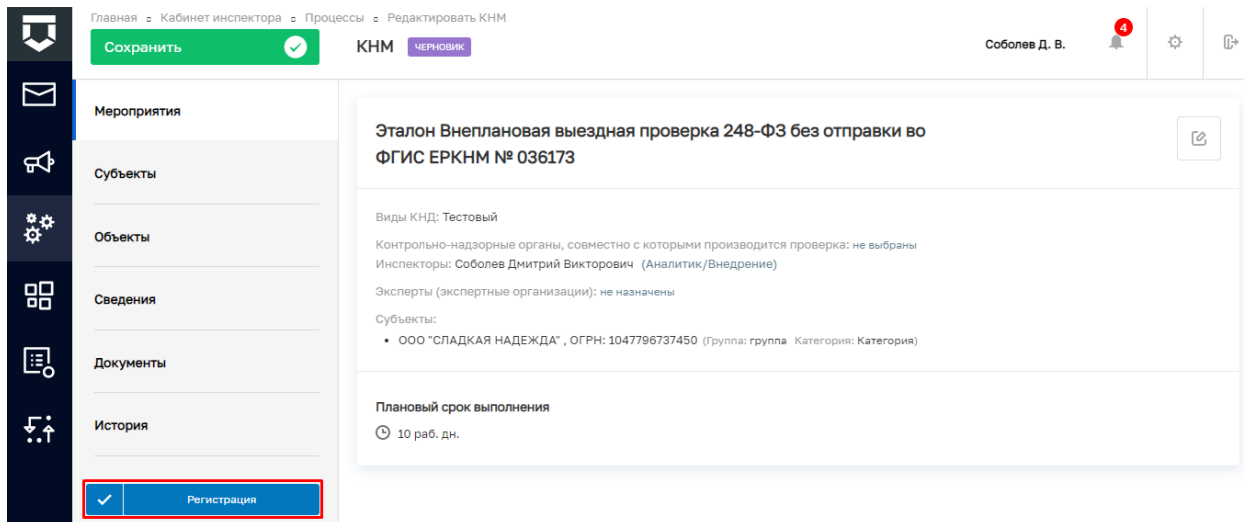 Главная Кабинет инспектора Процессы Редактировать КНМ
Сохранить
КНМ ЧЕРНОВИК
Соболев Д. В.
4
Мероприятия
Субъекты
Объекты
Сведения
Документы
История
Регистрация
Эталон Внеплановая выездная проверка 248-ФЗ без отправки во
ФГИС ЕРКНМ № 036173
Виды КНД: Тестовый
Контрольно-надзорные органы, совместно с которыми производится проверка: не выбраны
Инспекторы: Соболев Дмитрий Викторович (Аналитик/Внедрение)
Эксперты (экспертные организации): не назначены
Субъекты:
• ООО "СЛАДКАЯ НАДЕЖДА" , ОГРН: 1047796737450 (Группа: группа Категория: Категория)
Плановый срок выполнения
10 раб. дн.